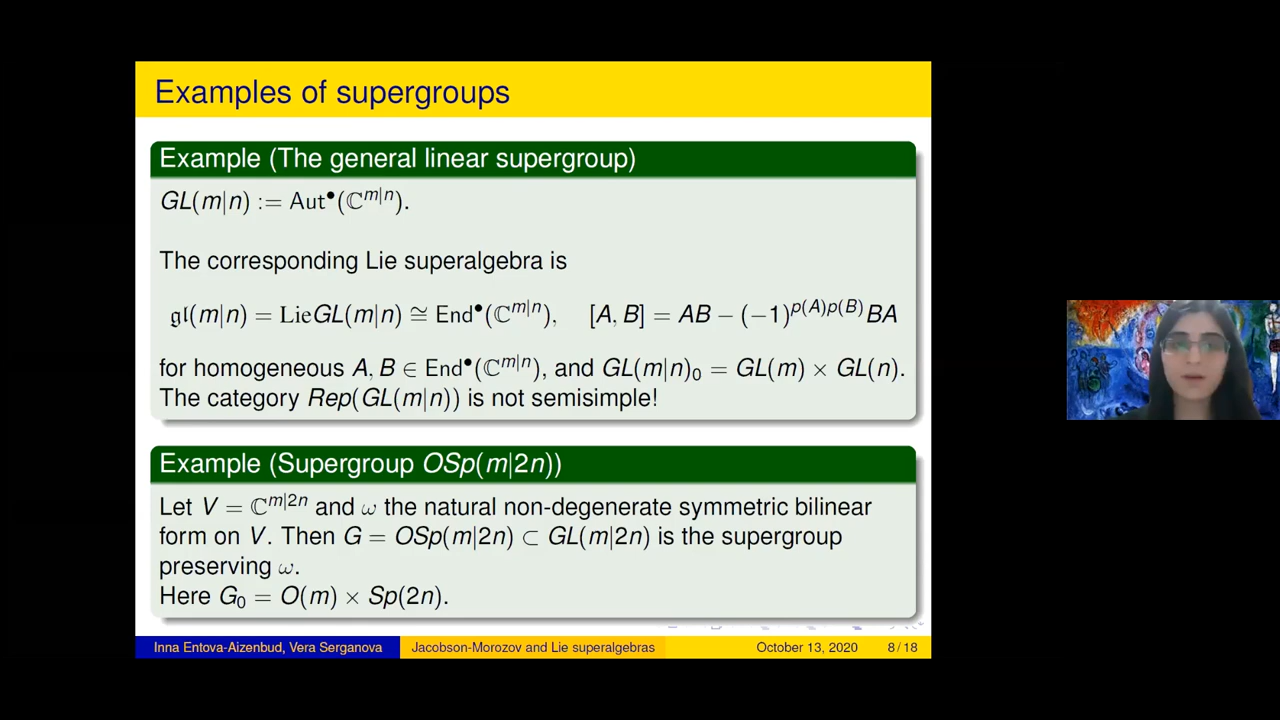 Examples of supergroups
Example (The general linear supergroup)
GL(m|n) := Aut•(ℂ^{m|n}).
The corresponding Lie superalgebra is
𝔤𝔩(m|n) = LieGL(m|n) ≅ End•(ℂ^{m|n}), [A, B] = AB − (−1)^{p(A)p(B)}BA
for homogeneous A, B ∈ End•(ℂ^{m|n}), and GL(m|n)₀ = GL(m) × GL(n).
The category Rep(GL(m|n)) is not semisimple!
Example (Supergroup OSp(m|2n))
Let V = ℂ^{m|2n} and ω the natural non-degenerate symmetric bilinear
form on V. Then G = OSp(m|2n) ⊂ GL(m|2n) is the supergroup
preserving ω.
Here G₀ = O(m) × Sp(2n).
Inna Entova-Aizenbud, Vera Serganova Jacobson-Morozov and Lie superalgebras October 13, 2020 8 / 18